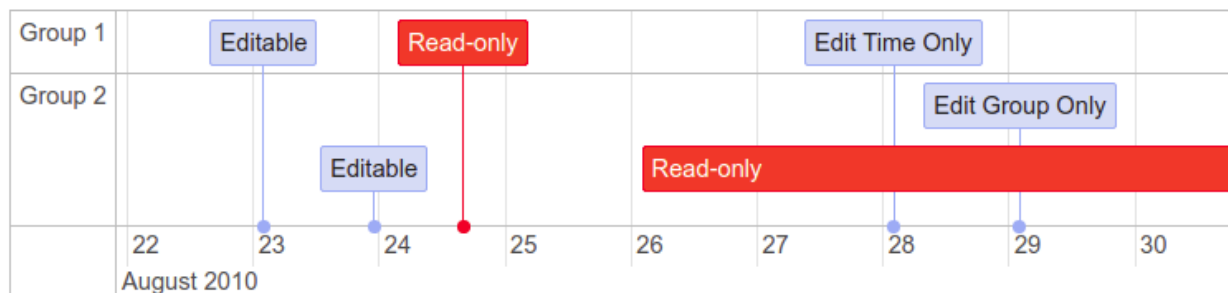 Group 1 Editable Read-only Edit Time Only
Group 2 Edit Group Only
Editable Read-only
22 23 24 25 26 27 28 29 30
August 2010